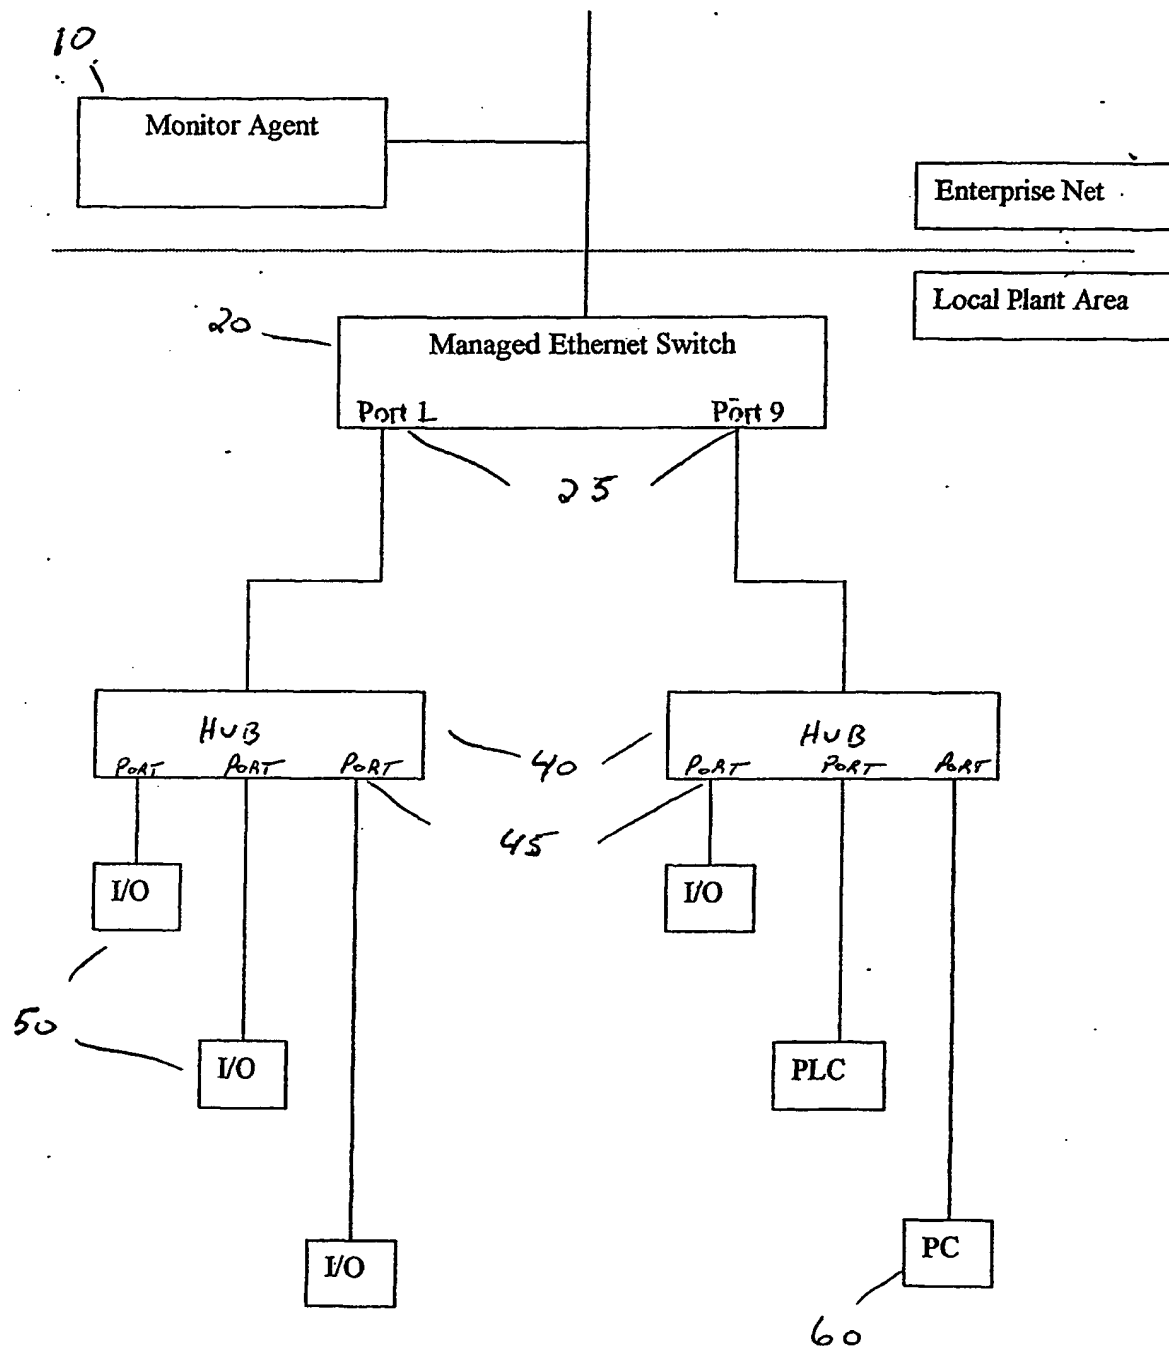 10
Monitor Agent
Enterprise Net
Local Plant Area
20
Managed Ethernet Switch
Port 1
Port 9
25
HUB
HUB
PORT PORT PORT
PORT PORT PORT
40
45
I/O
I/O
50
I/O
PLC
I/O
PC
60